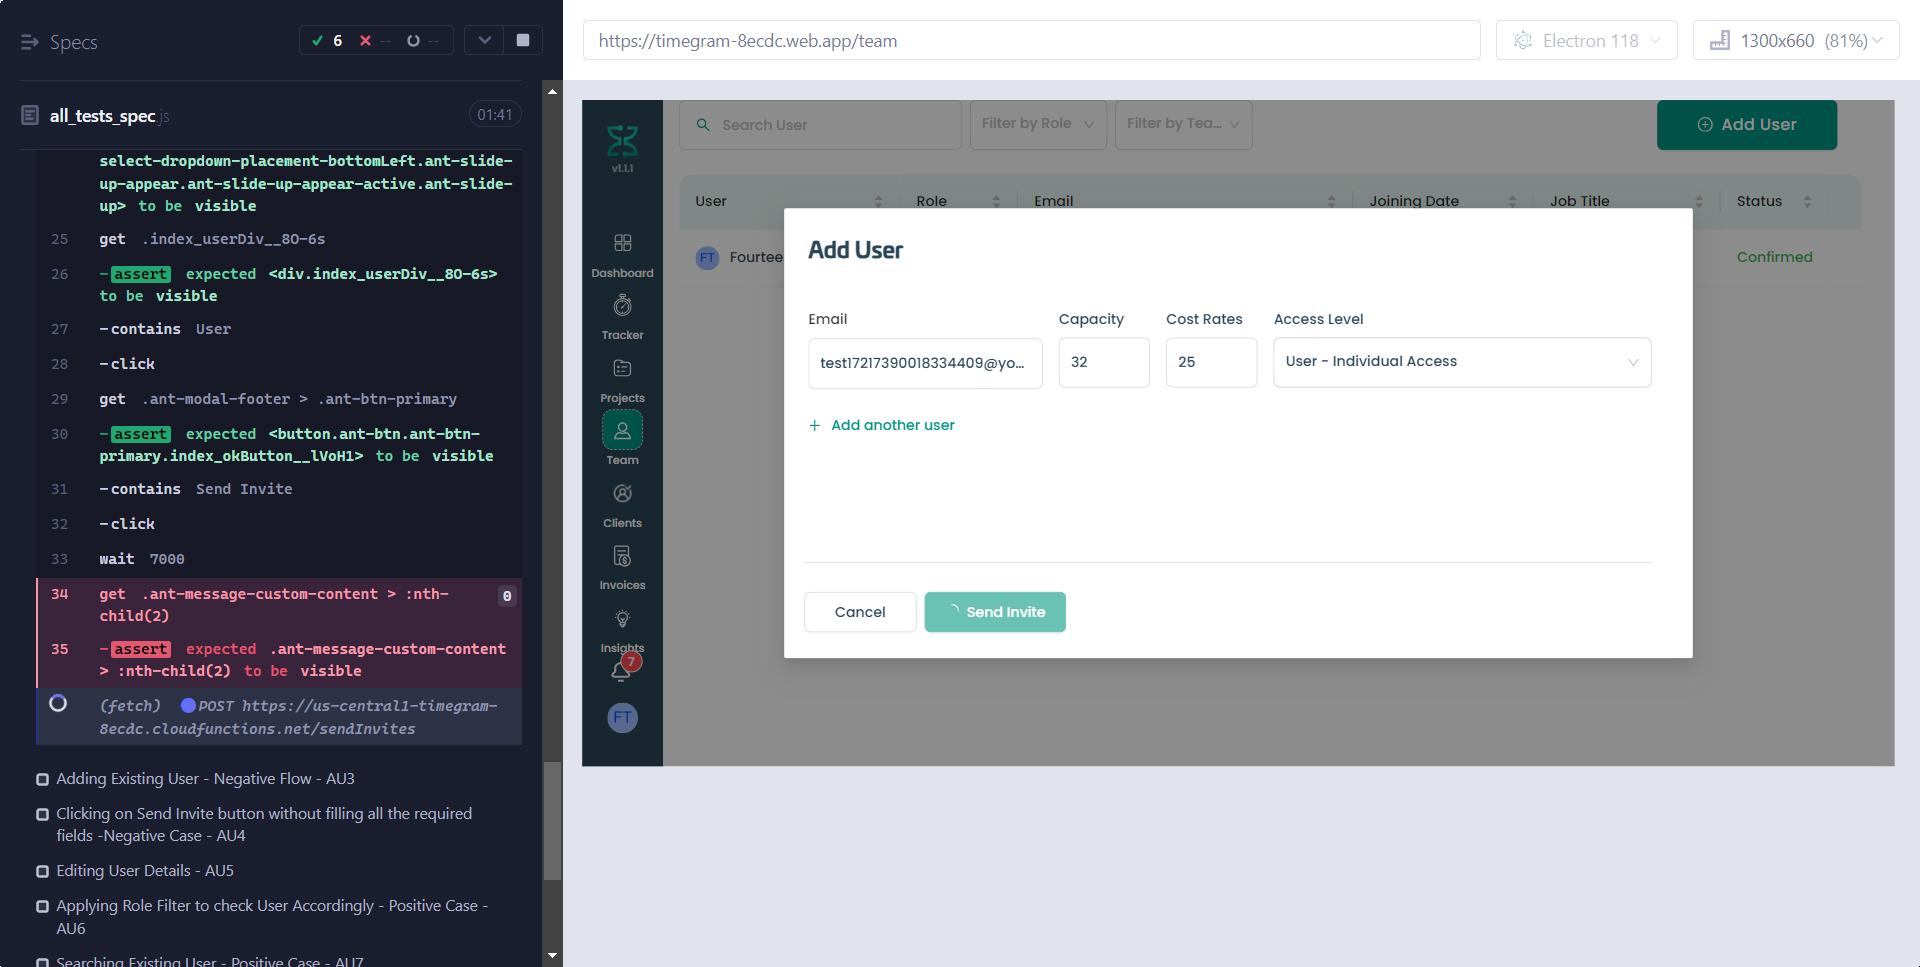 Specs
6
--
--
all_tests_spec.js
01:41
select-dropdown-placement-bottomLeft.ant-slide-
up-appear.ant-slide-up-appear-active.ant-slide-
up> to be visible
25 get .index_userDiv__8O-6s
26 -assert expected <div.index_userDiv__8O-6s>
to be visible
27 -contains User
28 -click
29 get .ant-modal-footer > .ant-btn-primary
30 -assert expected <button.ant-btn.ant-btn-
primary.index_okButton__lVoH1> to be visible
31 -contains Send Invite
32 -click
33 wait 7000
34 get .ant-message-custom-content > :nth-
child(2)
0
35 -assert expected .ant-message-custom-content
> :nth-child(2) to be visible
(fetch) POST https://us-central1-timegram-
8ecdc.cloudfunctions.net/sendInvites
Adding Existing User - Negative Flow - AU3
Clicking on Send Invite button without filling all the required
fields -Negative Case - AU4
Editing User Details - AU5
Applying Role Filter to check User Accordingly - Positive Case -
AU6
Searching Existing User - Positive Case - AU7
https://timegram-8ecdc.web.app/team
Electron 118
1300x660 (81%)
v1.1.1
Dashboard
Tracker
Projects
Team
Clients
Invoices
Insights
7
FT
Search User
Filter by Role
Filter by Tea...
Add User
User Role Email Joining Date Job Title Status
FT Fourtee
Confirmed
Add User
Email Capacity Cost Rates Access Level
test17217390018334409@yo... 32 25 User - Individual Access
+ Add another user
Cancel
Send Invite